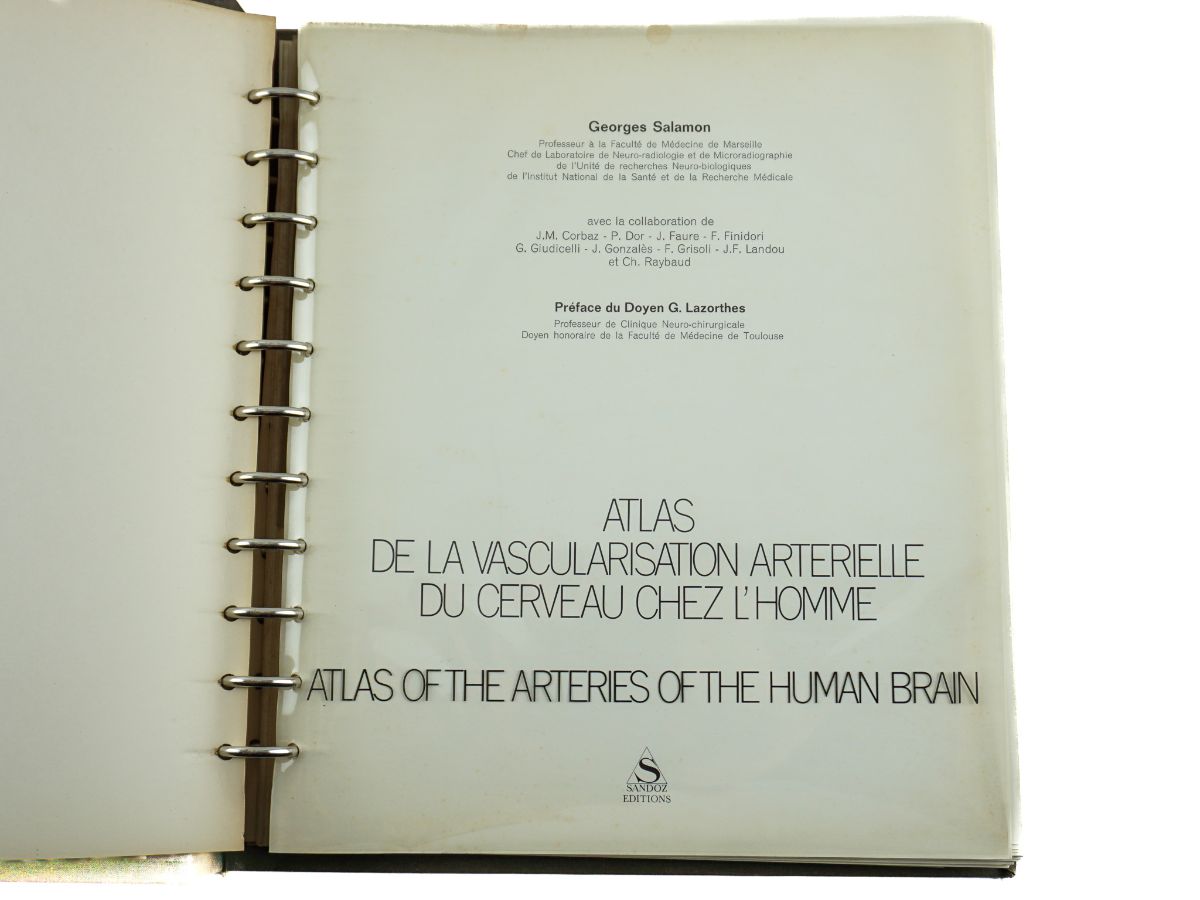 Georges Salamon
Professeur à la Faculté de Médecine de Marseille
Chef de Laboratoire de Neuro-radiologie et de Microradiographie
de l'Unité de recherches Neuro-biologiques
de l'Institut National de la Santé et de la Recherche Médicale
avec la collaboration de
J.M. Corbaz - P. Dor - J. Faure - F. Finidori
G. Giudicelli - J. Gonzalès - F. Grisoli - J.F. Landou
et Ch. Raybaud
Préface du Doyen G. Lazorthes
Professeur de Clinique Neuro-chirurgicale
Doyen honoraire de la Faculté de Médecine de Toulouse
ATLAS
DE LA VASCULARISATION ARTERIELLE
DU CERVEAU CHEZ L'HOMME
ATLAS OF THE ARTERIES OF THE HUMAN BRAIN
S
SANDOZ
EDITIONS